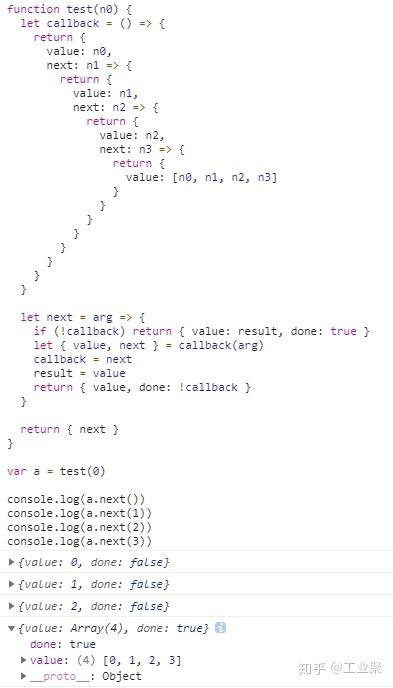 function test(n0) {
  let callback = () => {
    return {
      value: n0,
      next: n1 => {
        return {
          value: n1,
          next: n2 => {
            return {
              value: n2,
              next: n3 => {
                return {
                  value: [n0, n1, n2, n3]
                }
              }
            }
          }
        }
      }
    }
  }

  let next = arg => {
    if (!callback) return { value: result, done: true }
    let { value, next } = callback(arg)
    callback = next
    result = value
    return { value, done: !callback }
  }

  return { next }
}

var a = test(0)

console.log(a.next())
console.log(a.next(1))
console.log(a.next(2))
console.log(a.next(3))
▶ {value: 0, done: false}
▶ {value: 1, done: false}
▶ {value: 2, done: false}
▼ {value: Array(4), done: true} i
    done: true
  ▶ value: (4) [0, 1, 2, 3]
  ▶ __proto__: Object
知乎 @工业聚